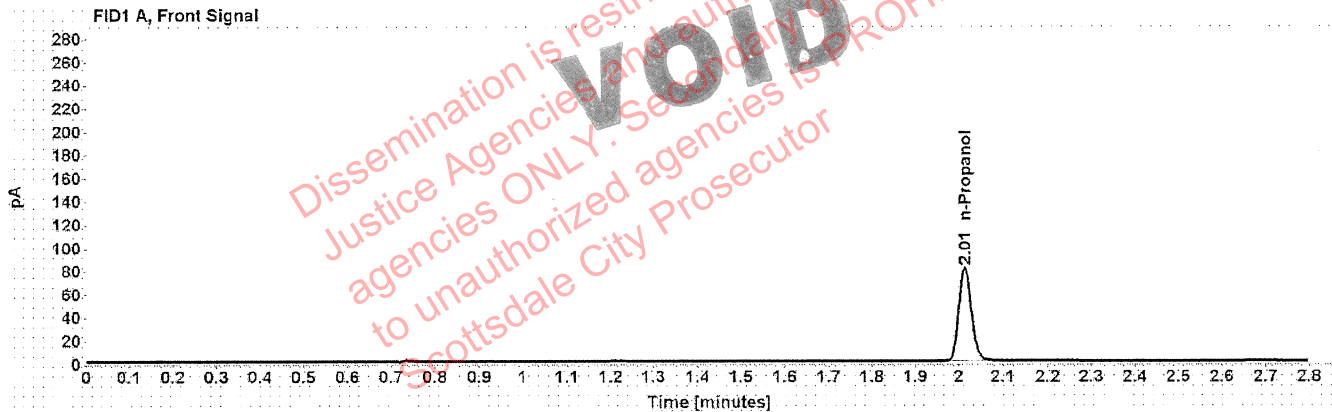 FID1 A, Front Signal
VOID
Dissemination is
Justice Agencies and
agencies ONLY. Secondary
to unauthorized agencies is
Scottsdale City Prosecutor
280
260
240
220
200
180
160
140
120
100
80
60
40
20
0
pA
2.01 n-Propanol
0 0.1 0.2 0.3 0.4 0.5 0.6 0.7 0.8 0.9 1 1.1 1.2 1.3 1.4 1.5 1.6 1.7 1.8 1.9 2 2.1 2.2 2.3 2.4 2.5 2.6 2.7 2.8
Time [minutes]